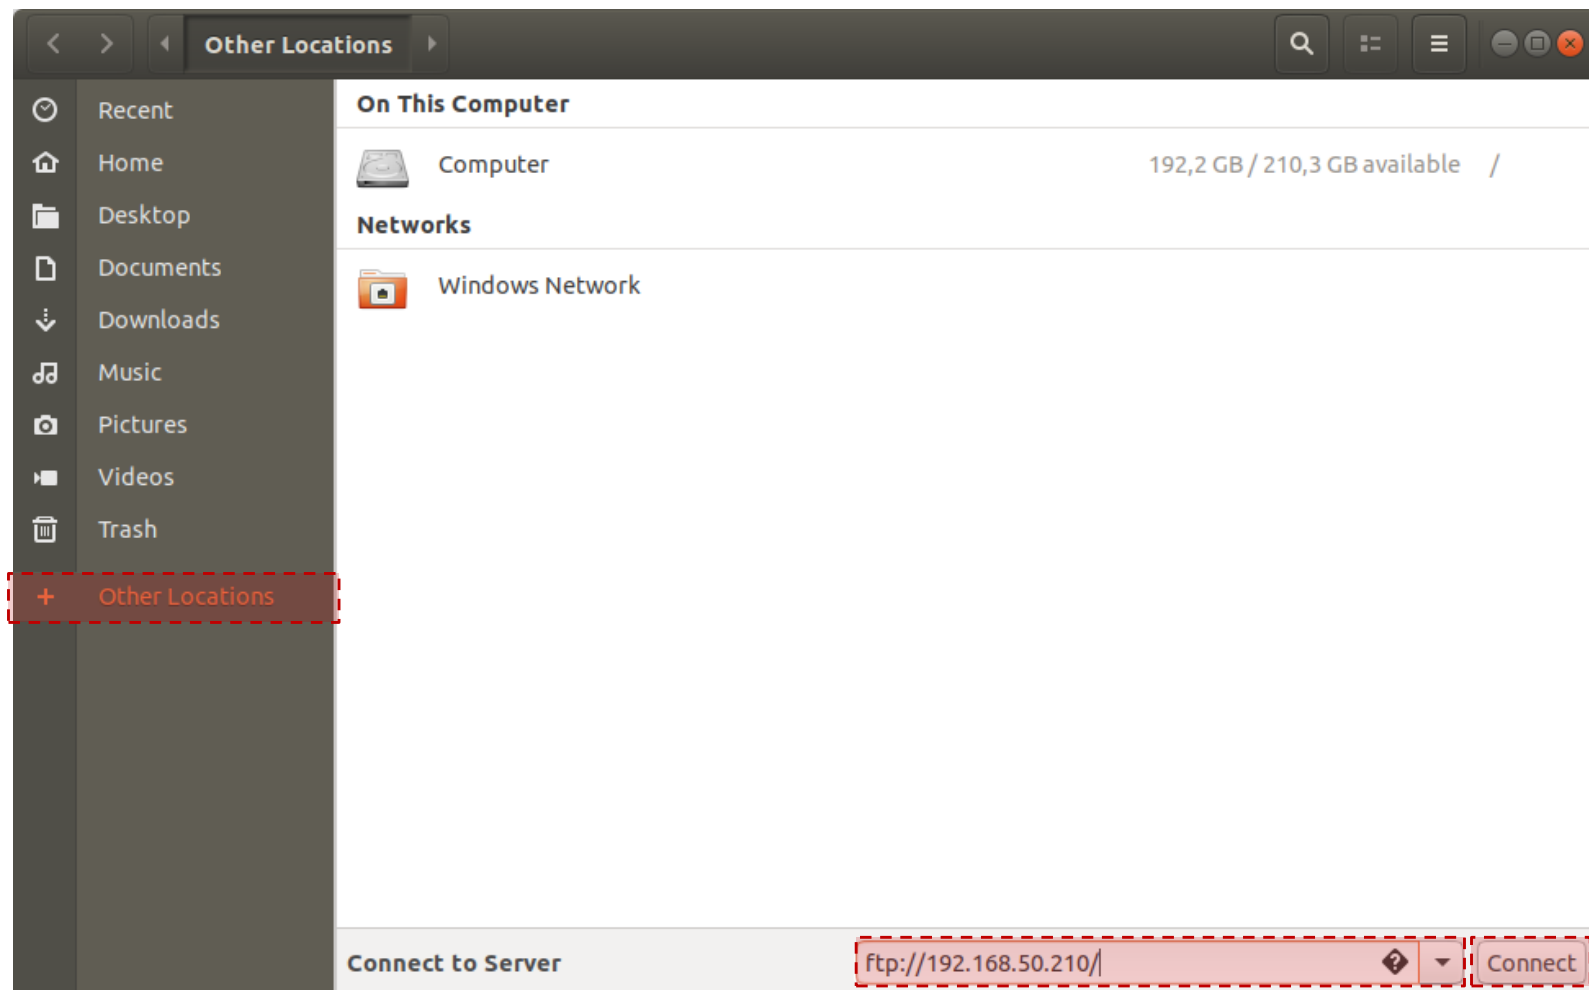 Other Locations
Recent
Home
Desktop
Documents
Downloads
Music
Pictures
Videos
Trash
Other Locations
On This Computer
Computer 192,2 GB / 210,3 GB available /
Networks
Windows Network
Connect to Server ftp://192.168.50.210/ Connect